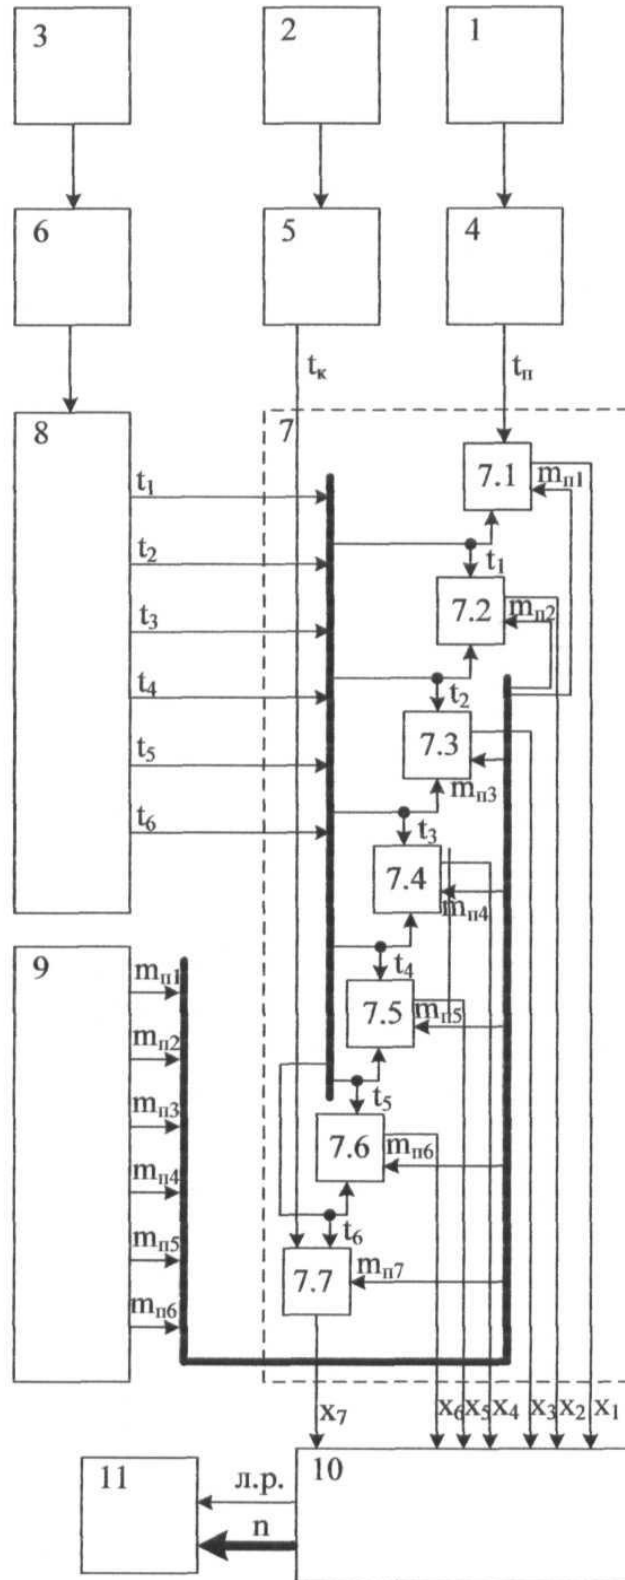 3 2 1
6 5 4
tк tп
8 7
t1 7.1 mп1
t2 t1
7.2 mп2
t3
t4 t2
7.3
t5 mп3
t6 t3
7.4
mп4
9 t4
mп1 7.5 mп5
mп2
t5
mп3 7.6 mп6
mп4
mп5 t6
7.7 mп7
mп6
x7 x6 x5 x4 x3 x2 x1
11 10
л.р.
n